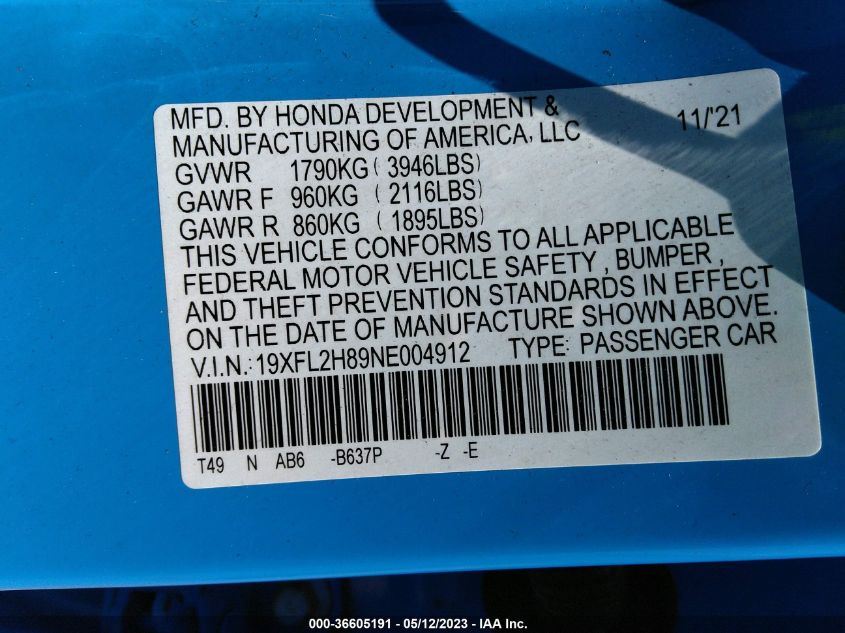 MFD. BY HONDA DEVELOPMENT &
MANUFACTURING OF AMERICA, LLC 11/'21
GVWR 1790KG ( 3946LBS)
GAWR F 960KG ( 2116LBS)
GAWR R 860KG ( 1895LBS)
THIS VEHICLE CONFORMS TO ALL APPLICABLE
FEDERAL MOTOR VEHICLE SAFETY , BUMPER ,
AND THEFT PREVENTION STANDARDS IN EFFECT
ON THE DATE OF MANUFACTURE SHOWN ABOVE.
V.I.N.: 19XFL2H89NE004912 TYPE: PASSENGER CAR
T49 N AB6 -B637P -Z -E
000-36605191 - 05/12/2023 - IAA Inc.